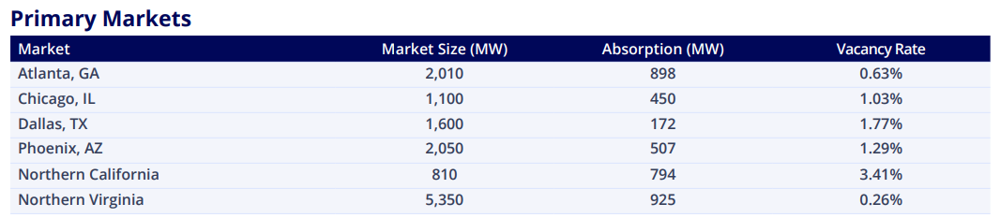 Primary Markets
Market Market Size (MW) Absorption (MW) Vacancy Rate
Atlanta, GA 2,010 898 0.63%
Chicago, IL 1,100 450 1.03%
Dallas, TX 1,600 172 1.77%
Phoenix, AZ 2,050 507 1.29%
Northern California 810 794 3.41%
Northern Virginia 5,350 925 0.26%